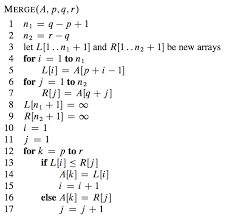 MERGE(A, p, q, r)
1 n₁ = q − p + 1
2 n₂ = r − q
3 let L[1..n₁ + 1] and R[1..n₂ + 1] be new arrays
4 for i = 1 to n₁
5 L[i] = A[p + i − 1]
6 for j = 1 to n₂
7 R[j] = A[q + j]
8 L[n₁ + 1] = ∞
9 R[n₂ + 1] = ∞
10 i = 1
11 j = 1
12 for k = p to r
13 if L[i] ≤ R[j]
14 A[k] = L[i]
15 i = i + 1
16 else A[k] = R[j]
17 j = j + 1